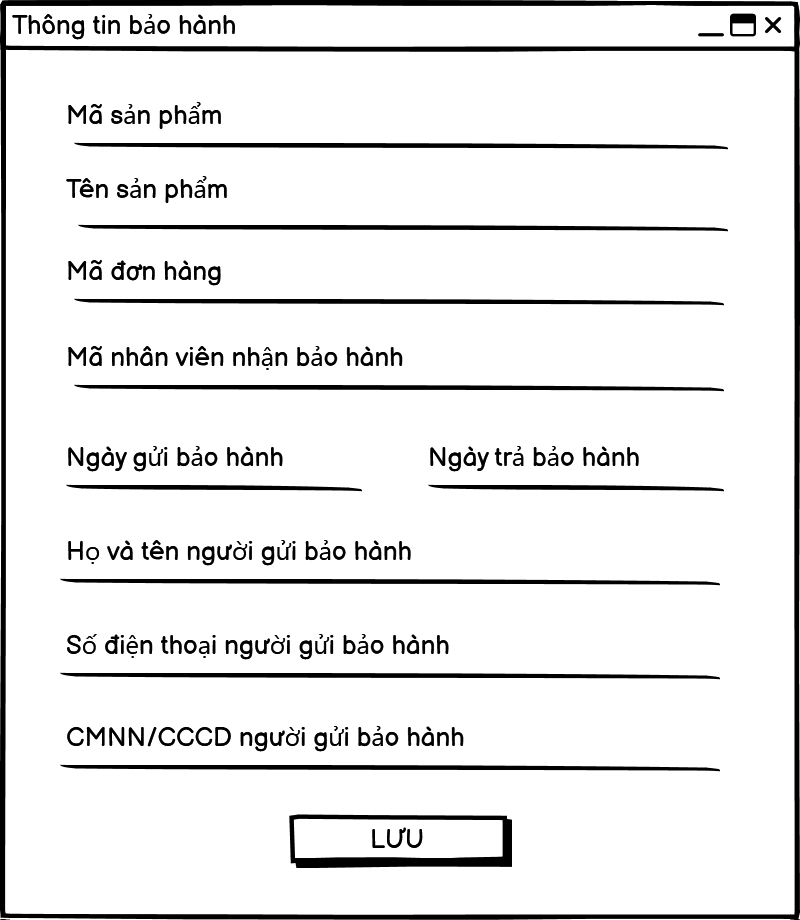 Thông tin bảo hành
Mã sản phẩm
Tên sản phẩm
Mã đơn hàng
Mã nhân viên nhận bảo hành
Ngày gửi bảo hành Ngày trả bảo hành
Họ và tên người gửi bảo hành
Số điện thoại người gửi bảo hành
CMNN/CCCD người gửi bảo hành
LƯU